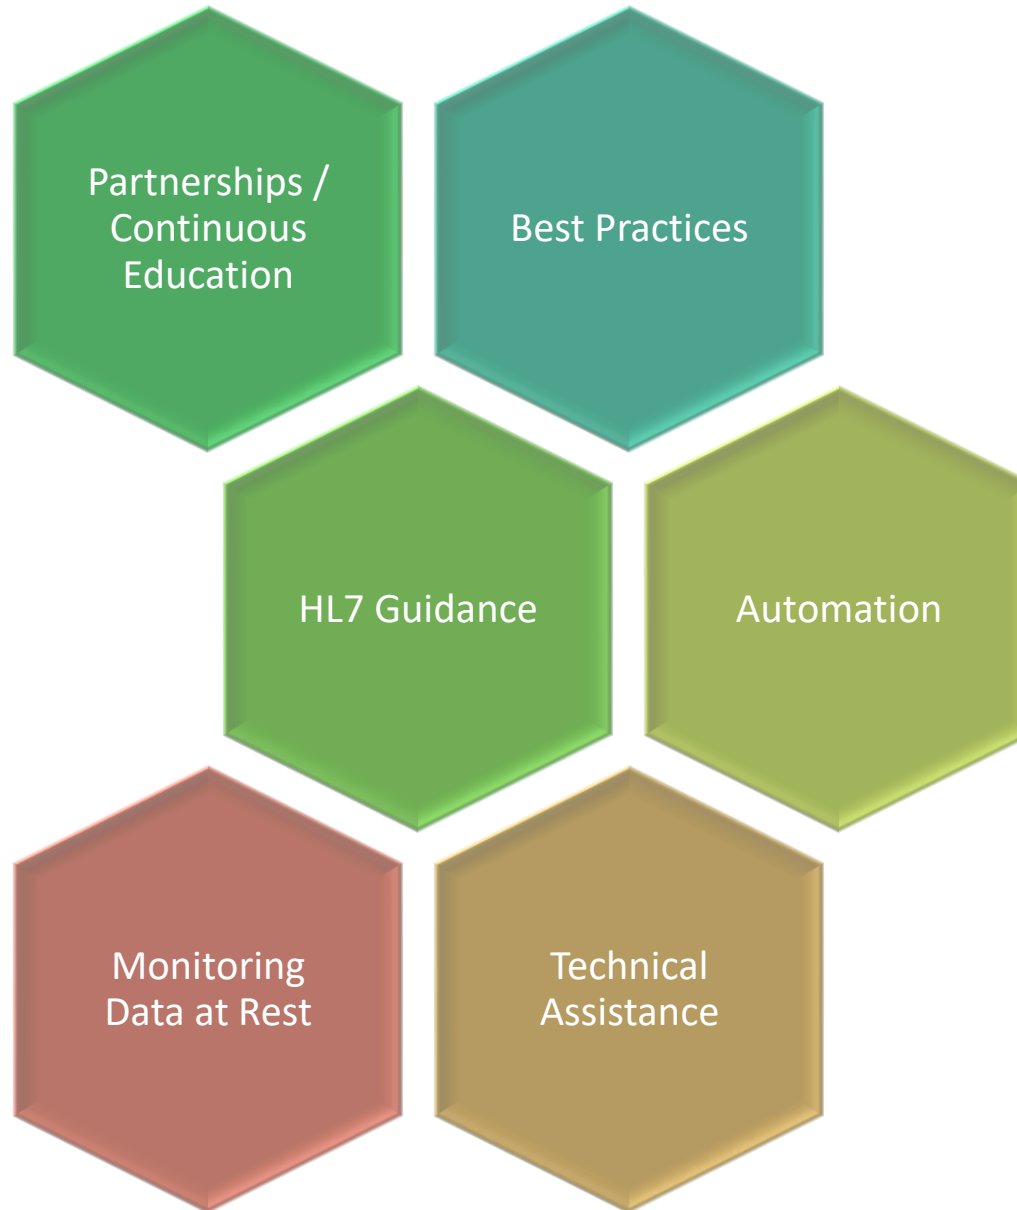 Partnerships /
Continuous
Education
Best Practices
HL7 Guidance
Automation
Monitoring
Data at Rest
Technical
Assistance